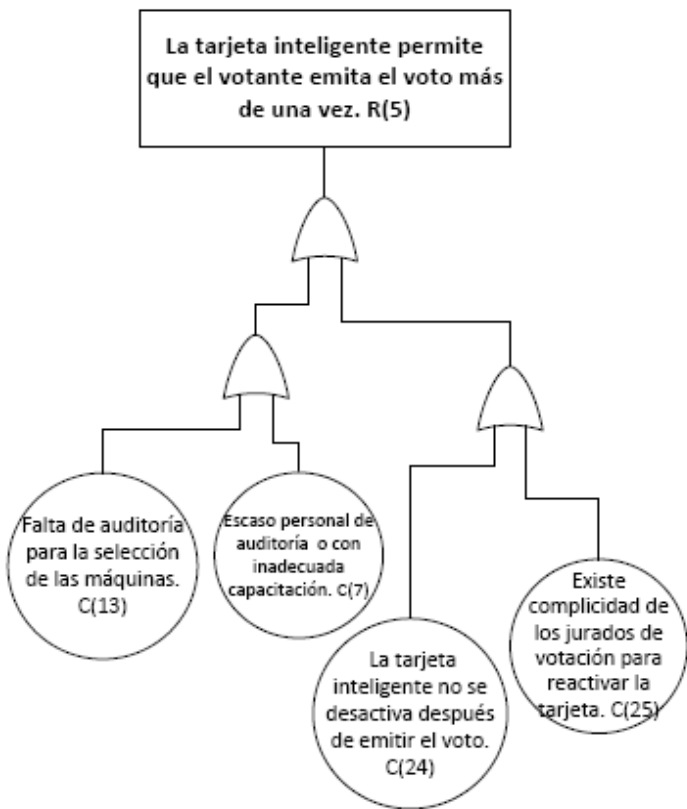 La tarjeta inteligente permite
que el votante emita el voto más
de una vez. R(5)
Falta de auditoría
para la selección
de las máquinas.
C(13)
Escaso personal de
auditoría o con
inadecuada
capacitación. C(7)
La tarjeta
inteligente no se
desactiva después
de emitir el voto.
C(24)
Existe
complicidad de
los jurados de
votación para
reactivar la
tarjeta. C(25)